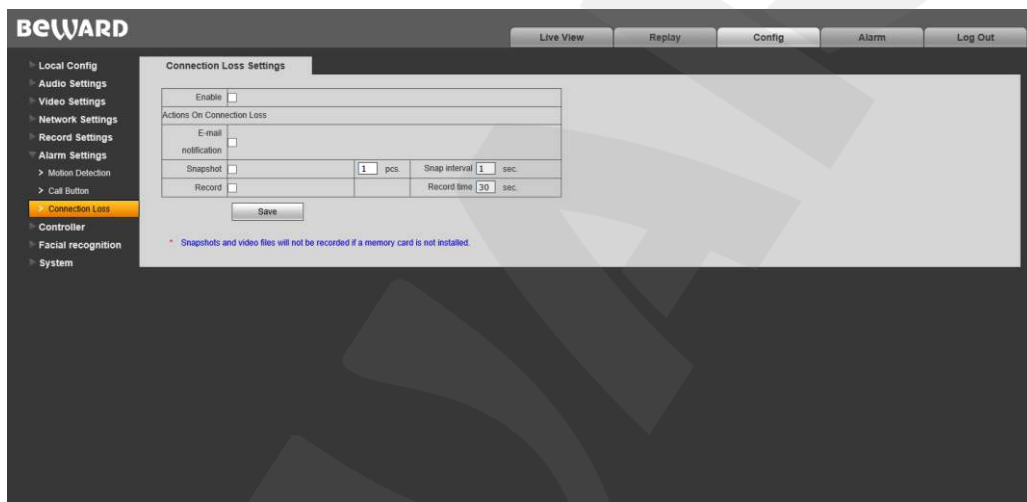 BEWARD
Live View Replay Config Alarm Log Out
Local Config
Audio Settings
Video Settings
Network Settings
Record Settings
Alarm Settings
> Motion Detection
> Call Button
> Connection Loss
Controller
Facial recognition
System
Connection Loss Settings
Enable
Actions On Connection Loss
E-mail
notification
Snapshot 1 pcs. Snap interval 1 sec.
Record Record time 30 sec.
Save
* Snapshots and video files will not be recorded if a memory card is not installed.